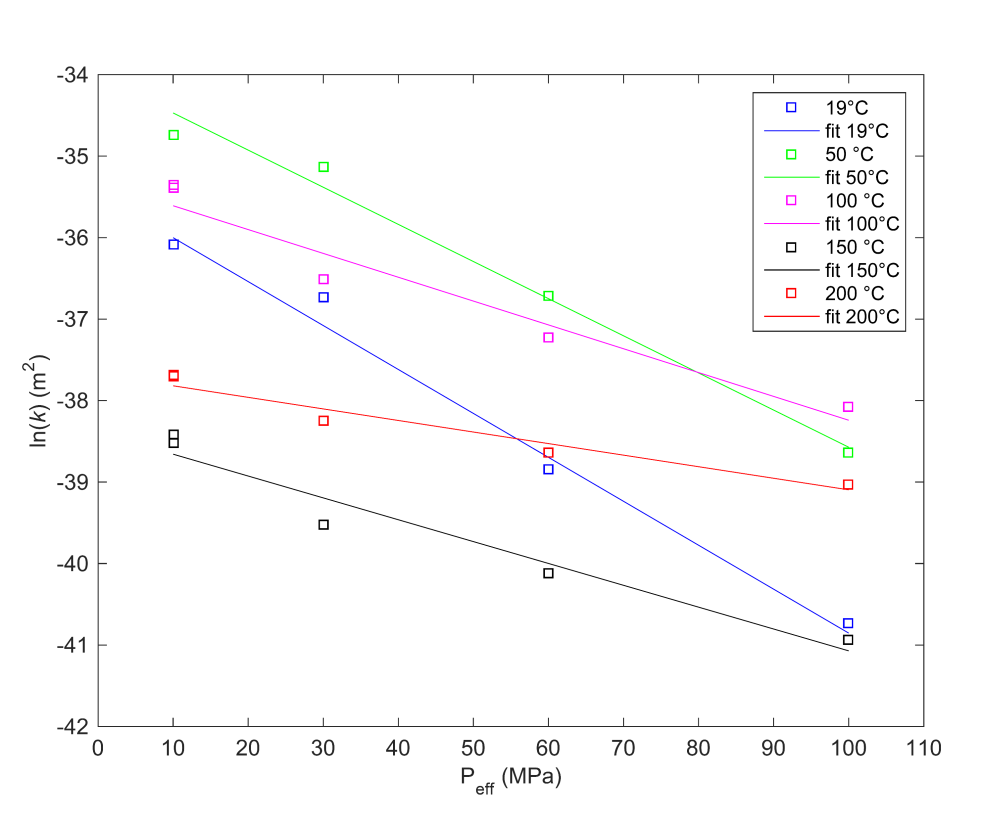 -34
-35
-36
-37
-38
-39
-40
-41
-42
ln(k) (m2)
0 10 20 30 40 50 60 70 80 90 100 110
Peff (MPa)
19°C
fit 19°C
50 °C
fit 50°C
100 °C
fit 100°C
150 °C
fit 150°C
200 °C
fit 200°C